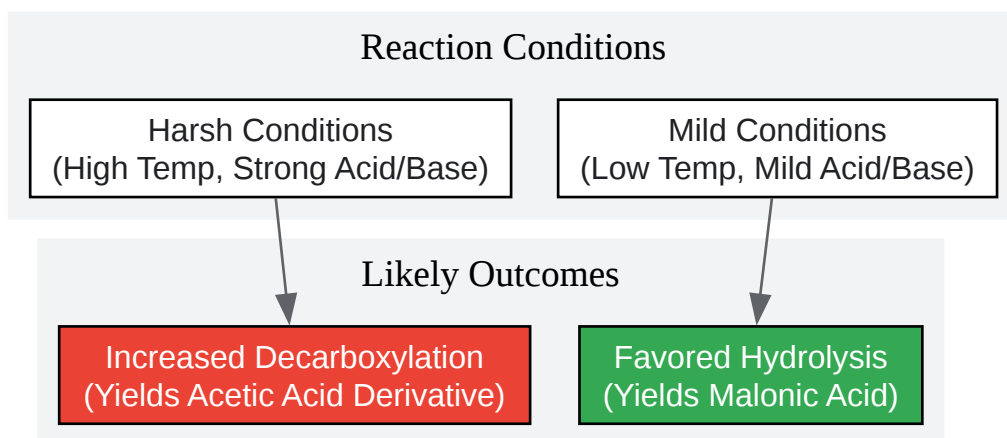 Reaction Conditions
Harsh Conditions
(High Temp, Strong Acid/Base)
Mild Conditions
(Low Temp, Mild Acid/Base)
Likely Outcomes
Increased Decarboxylation
(Yields Acetic Acid Derivative)
Favored Hydrolysis
(Yields Malonic Acid)